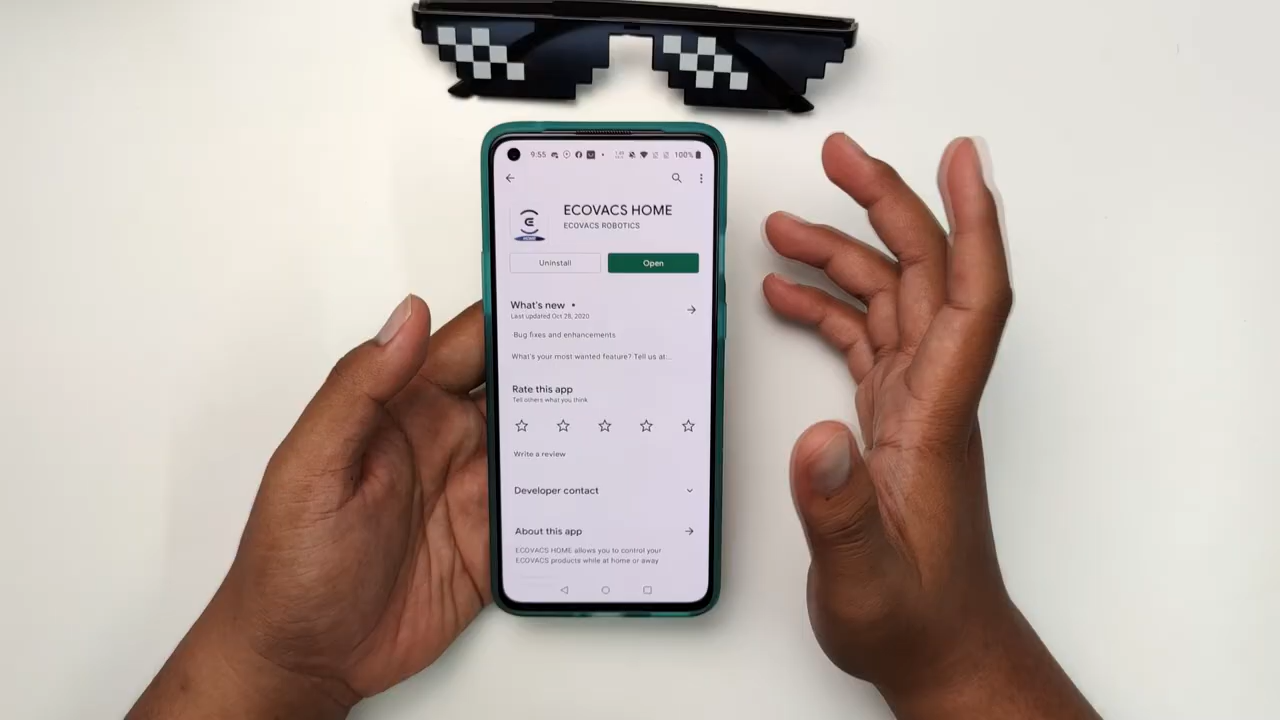 9:55
100%
ECOVACS HOME
ECOVACS ROBOTICS
Uninstall
Open
What's new •
Last updated Oct 28, 2020
Bug fixes and enhancements
What's your most wanted feature? Tell us at...
Rate this app
Tell others what you think
Write a review
Developer contact
About this app
ECOVACS HOME allows you to control your
ECOVACS products while at home or away